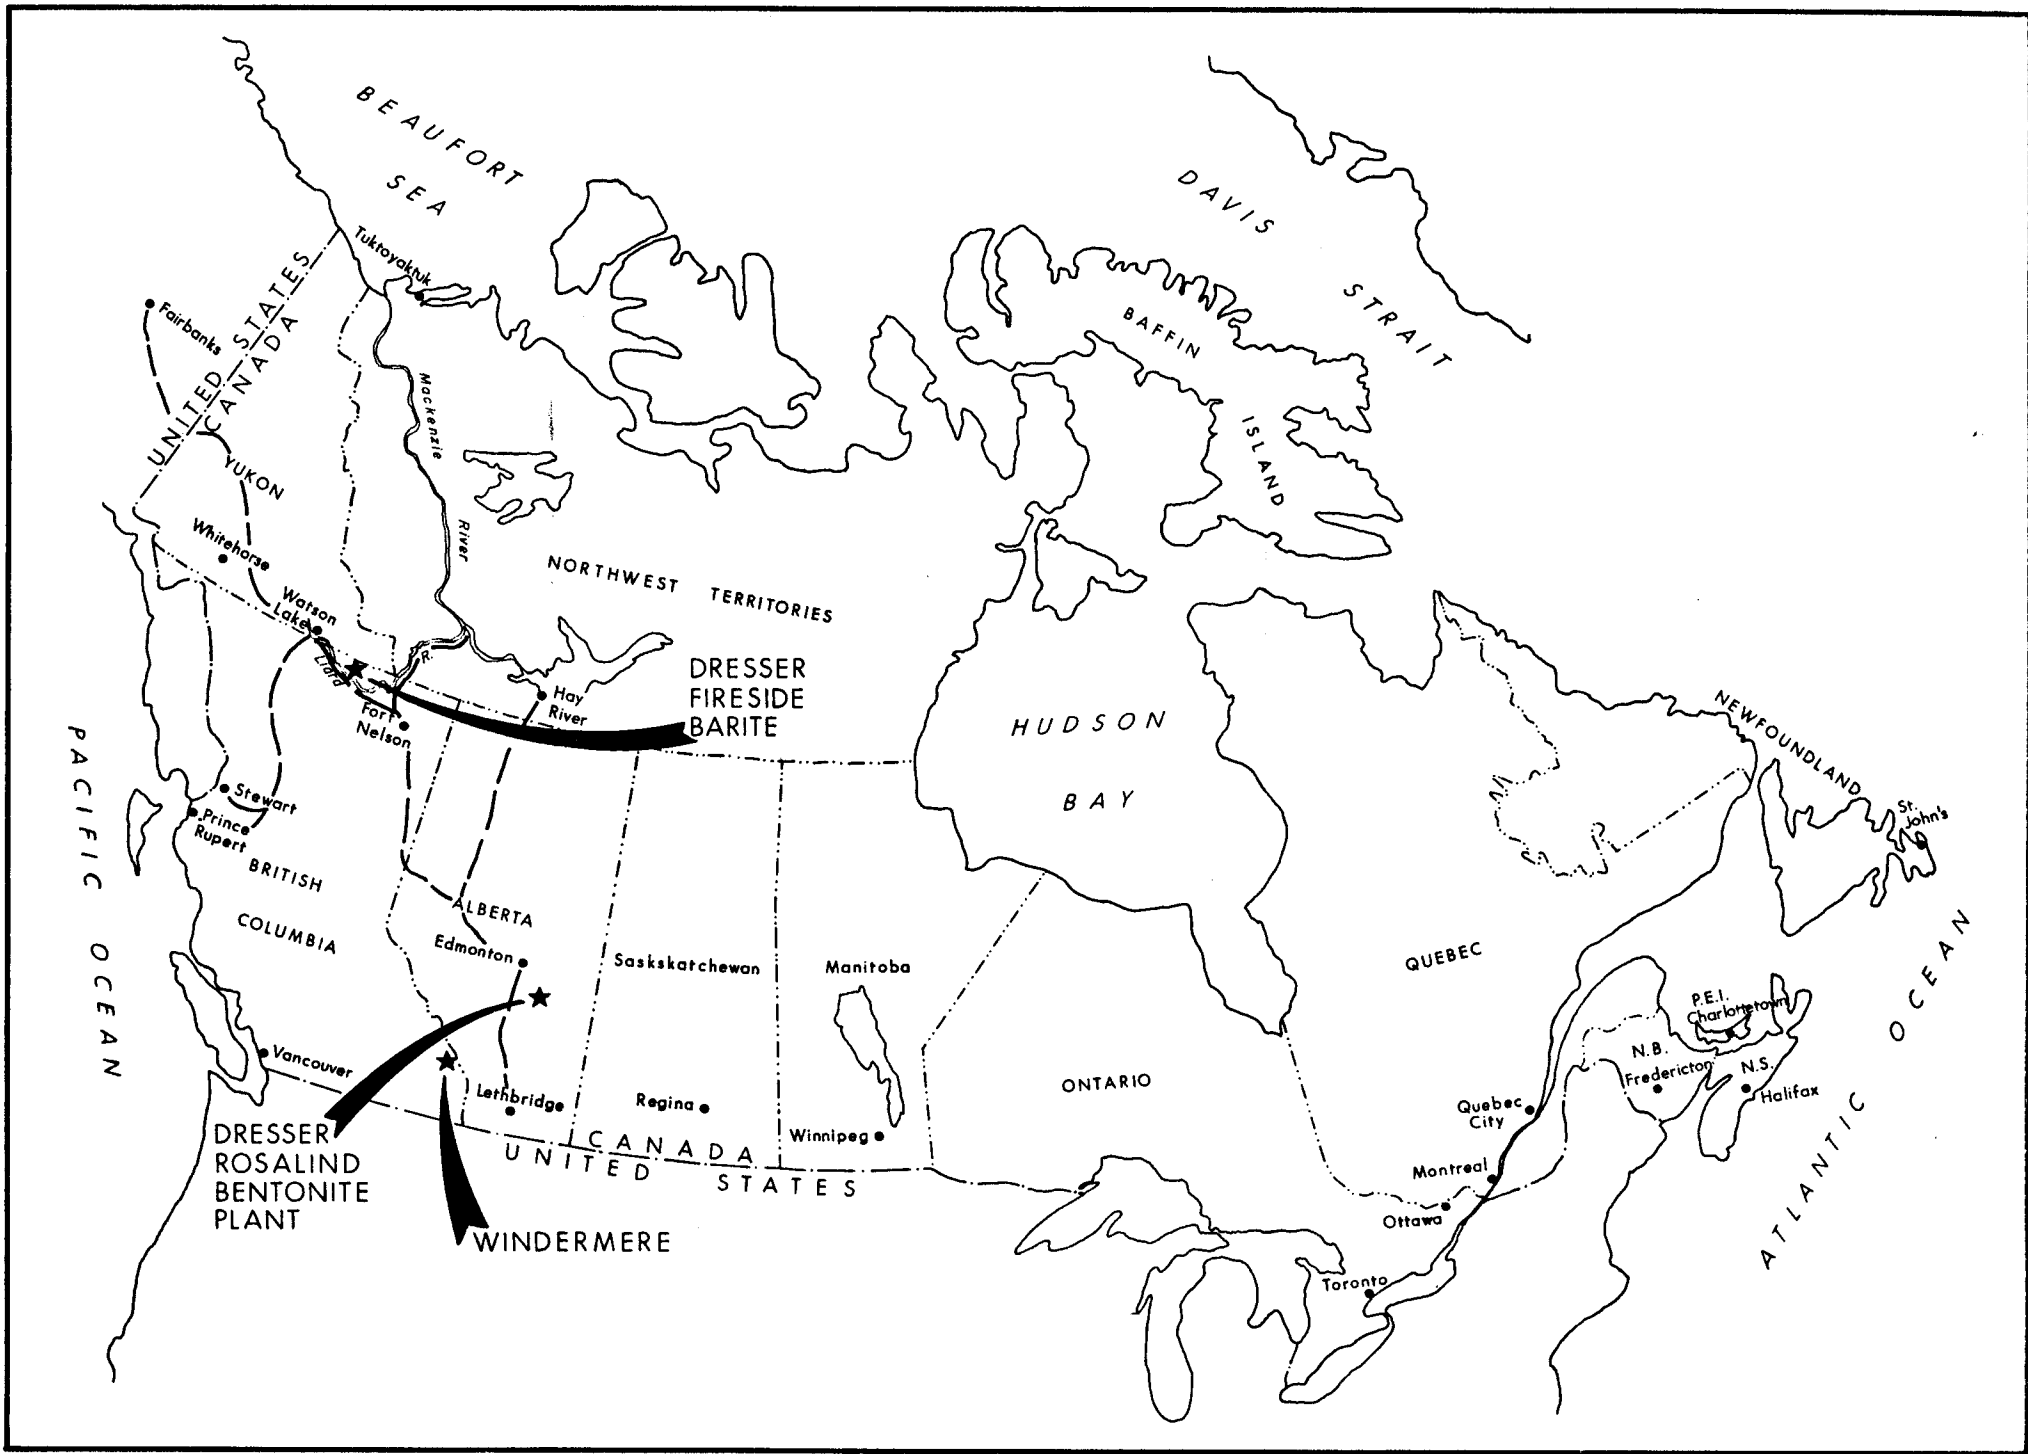 BEAUFORT
SEA
DAVIS
STRAIT
Tuktoyaktuk
UNITED STATES
CANADA
Fairbanks
BAFFIN
ISLAND
Mackenzie
River
YUKON
Whitehorse
NORTHWEST TERRITORIES
Watson
Lake
Liard
R.
DRESSER
FIRESIDE
BARITE
Hay
River
Fort
Nelson
HUDSON
BAY
NEWFOUNDLAND
St.
John's
PACIFIC OCEAN
Stewart
Prince
Rupert
BRITISH
COLUMBIA
ALBERTA
Edmonton
Saskskatchewan
Manitoba
QUEBEC
P.E.I.
Charlottetown
N.B.
Fredericton
N.S.
Halifax
ATLANTIC OCEAN
Vancouver
Lethbridge
Regina
Winnipeg
ONTARIO
Quebec
City
Montreal
Ottawa
Toronto
CANADA
UNITED STATES
DRESSER
ROSALIND
BENTONITE
PLANT
WINDERMERE